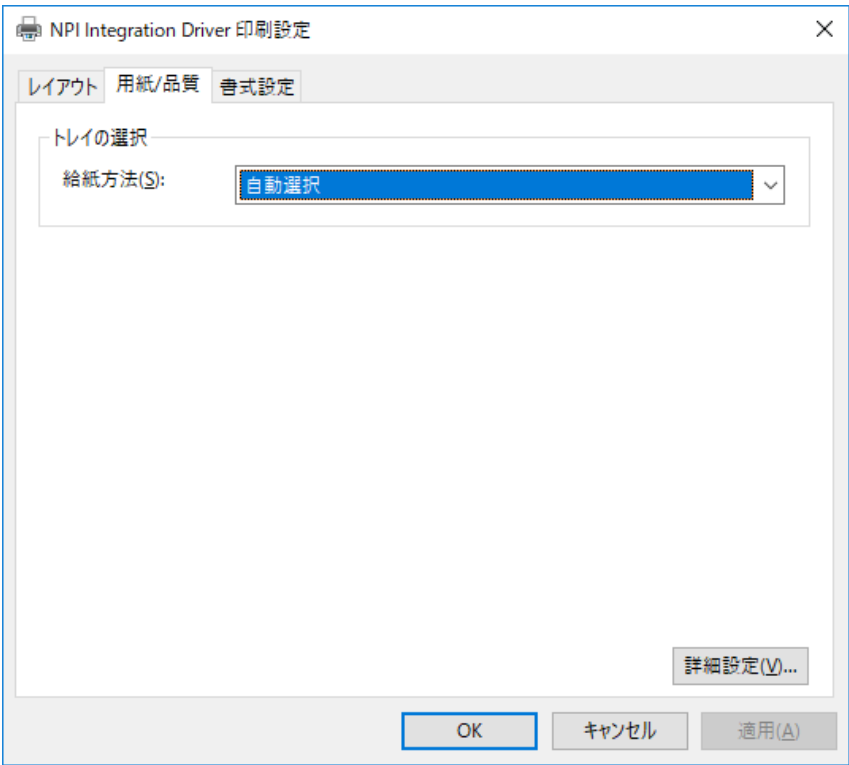 NPI Integration Driver 印刷設定
レイアウト 用紙/品質 書式設定
トレイの選択
給紙方法(S): 自動選択
詳細設定(V)...
OK キャンセル 適用(A)